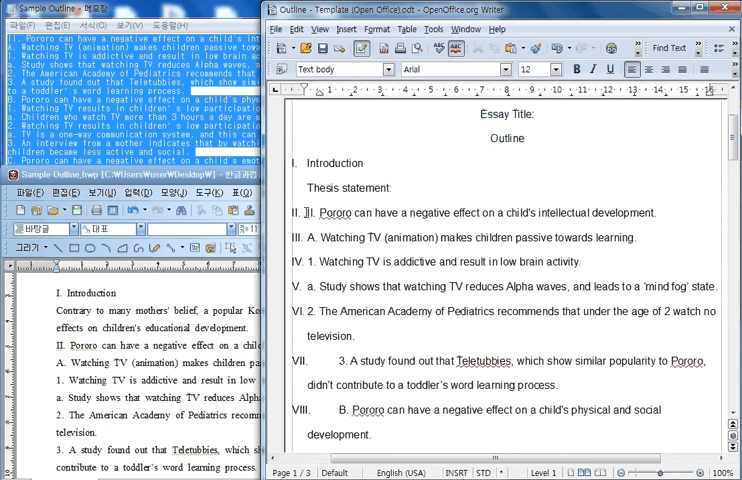 Sample Outline - 메모장
파일(F) 편집(E) 서식(O) 보기(V) 도움말(H)
II. Pororo can have a negative effect on a child's int
A. Watching TV (animation) makes children passive towa
1. Watching TV is addictive and result in low brain ac
a. Study shows that watching TV reduces Alpha waves, a
2. The American Academy of Pediatrics recommends that
3. A study found out that Teletubbies, which show simi
to a toddler's word learning process.
B. Pororo can have a negative effect on a child's phys
1. Watching TV results in children's low participatio
a. Children who watch TV more than 3 hours a day are m
2. Watching TV results in children's low participation
a. TV is a one-way communication system, and this can
3. An interview from a mother indicates that by watchi
children became less active and social.
C. Pororo can have a negative effect on a child's emot
Sample Outline.hwp [C:\Users\user\Desktop\] - 한글과컴
파일(F) 편집(E) 보기(V) 입력(D) 모양(J) 도구(K) 표(Q)
바탕글 대표
그리기
I. Introduction
Contrary to many mothers' belief, a popular Ko
effects on children's educational development.
II. Pororo can have a negative effect on a chi
A. Watching TV (animation) makes children pa
1. Watching TV is addictive and result in low
a. Study shows that watching TV reduces Alph
2. The American Academy of Pediatrics recomm
television.
3. A study found out that Teletubbies, which sh
contribute to a toddler's word learning process.
Outline - Template (Open Office).odt - OpenOffice.org Writer
File Edit View Insert Format Table Tools Window Help
Find Text
Text body Arial 12 B I U
Essay Title:
Outline
I. Introduction
Thesis statement:
II. II. Pororo can have a negative effect on a child's intellectual development.
III. A. Watching TV (animation) makes children passive towards learning.
IV. 1. Watching TV is addictive and result in low brain activity.
V. a. Study shows that watching TV reduces Alpha waves, and leads to a 'mind fog' state.
VI. 2. The American Academy of Pediatrics recommends that under the age of 2 watch no
television.
VII. 3. A study found out that Teletubbies, which show similar popularity to Pororo,
didn't contribute to a toddler's word learning process.
VIII. B. Pororo can have a negative effect on a child's physical and social
development.
Page 1 / 3 Default English (USA) INSRT STD * Level 1 100%